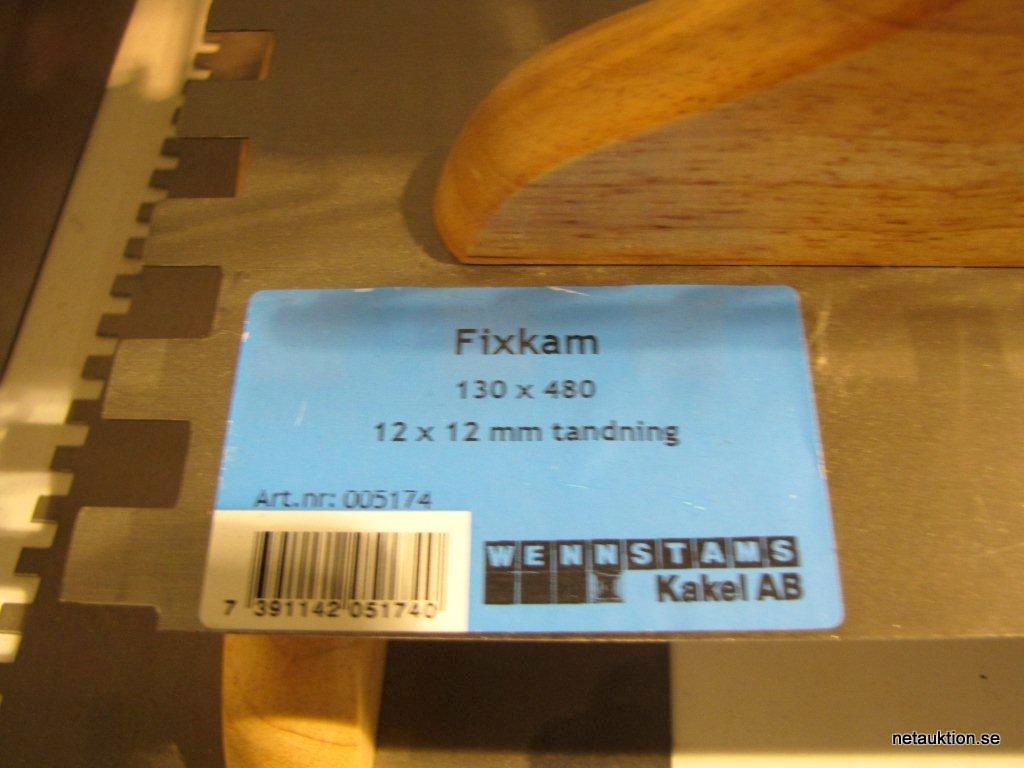 Fixkam
130 x 480
12 x 12 mm tandning
Art.nr: 005174
7 391142 051740
WENNSTAMS
Kakel AB
netauktion.se